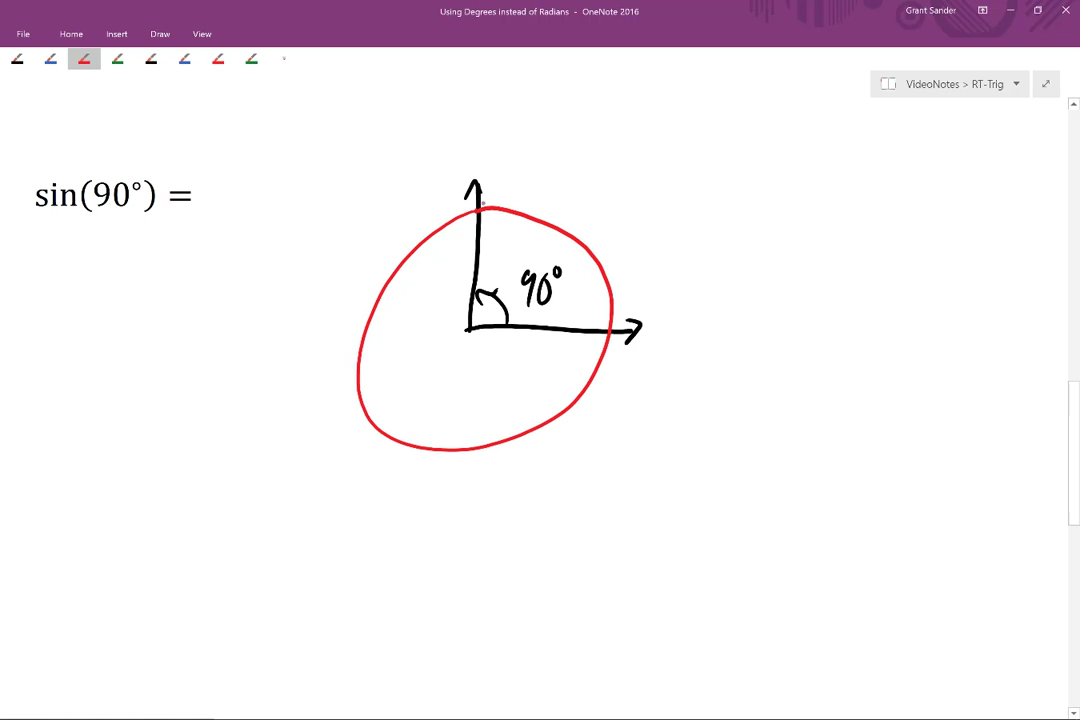 Using Degrees instead of Radians - OneNote 2016
Grant Sander
File Home Insert Draw View
VideoNotes > RT-Trig
sin(90°) =
90°